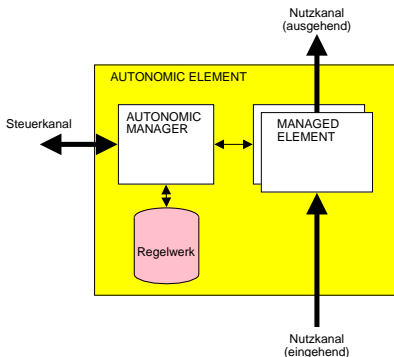 Nutzkanal
(ausgehend)
AUTONOMIC ELEMENT
Steuerkanal
AUTONOMIC
MANAGER
MANAGED
ELEMENT
Regelwerk
Nutzkanal
(eingehend)